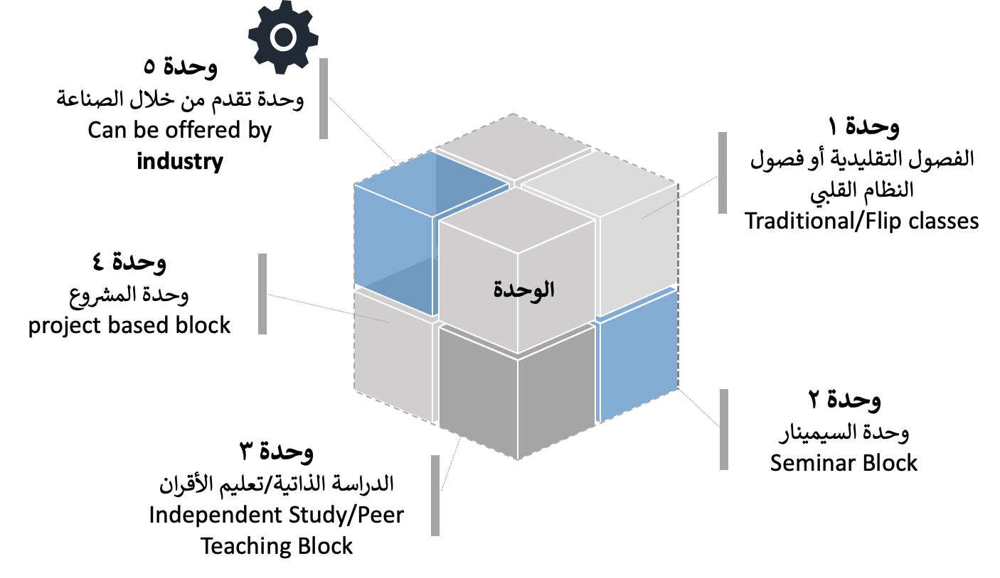 وحدة ١
الفصول التقليدية أو فصول
النظام القلبي
Traditional/Flip classes
وحدة ٢
وحدة السيمينار
Seminar Block
وحدة ٣
الدراسة الذاتية/تعليم الأقران
Independent Study/Peer
Teaching Block
وحدة ٤
وحدة المشروع
project based block
وحدة ٥
وحدة تقدم من خلال الصناعة
Can be offered by
industry
الوحدة